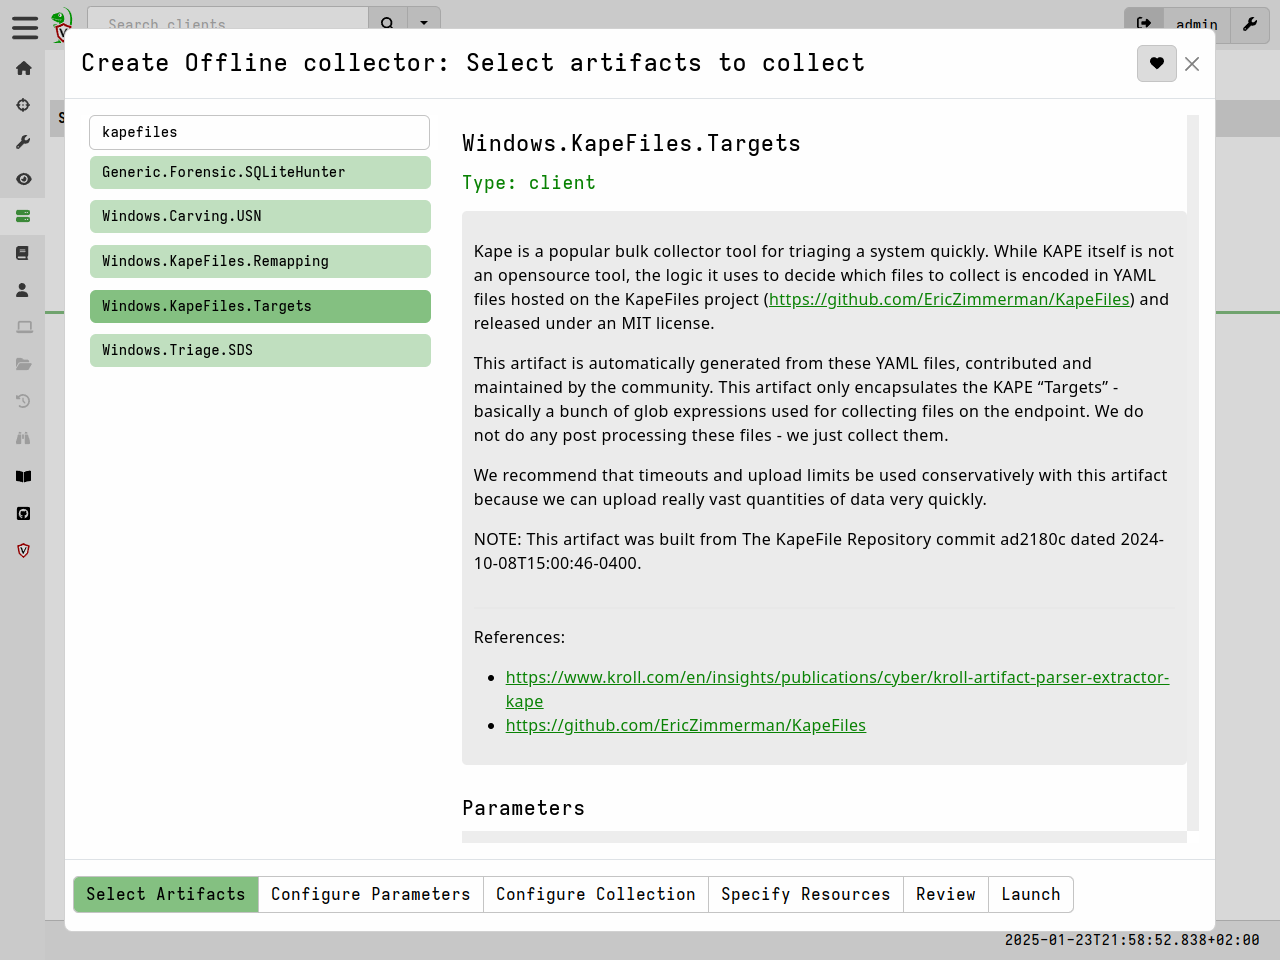 Search clients
admin
Create Offline collector: Select artifacts to collect
kapefiles
Generic.Forensic.SQLiteHunter
Windows.Carving.USN
Windows.KapeFiles.Remapping
Windows.KapeFiles.Targets
Windows.Triage.SDS
Windows.KapeFiles.Targets
Type: client
Kape is a popular bulk collector tool for triaging a system quickly. While KAPE itself is not
an opensource tool, the logic it uses to decide which files to collect is encoded in YAML
files hosted on the KapeFiles project (https://github.com/EricZimmerman/KapeFiles) and
released under an MIT license.
This artifact is automatically generated from these YAML files, contributed and
maintained by the community. This artifact only encapsulates the KAPE “Targets” -
basically a bunch of glob expressions used for collecting files on the endpoint. We do
not do any post processing these files - we just collect them.
We recommend that timeouts and upload limits be used conservatively with this artifact
because we can upload really vast quantities of data very quickly.
NOTE: This artifact was built from The KapeFile Repository commit ad2180c dated 2024-
10-08T15:00:46-0400.
References:
https://www.kroll.com/en/insights/publications/cyber/kroll-artifact-parser-extractor-
kape
https://github.com/EricZimmerman/KapeFiles
Parameters
Select Artifacts
Configure Parameters
Configure Collection
Specify Resources
Review
Launch
2025-01-23T21:58:52.838+02:00